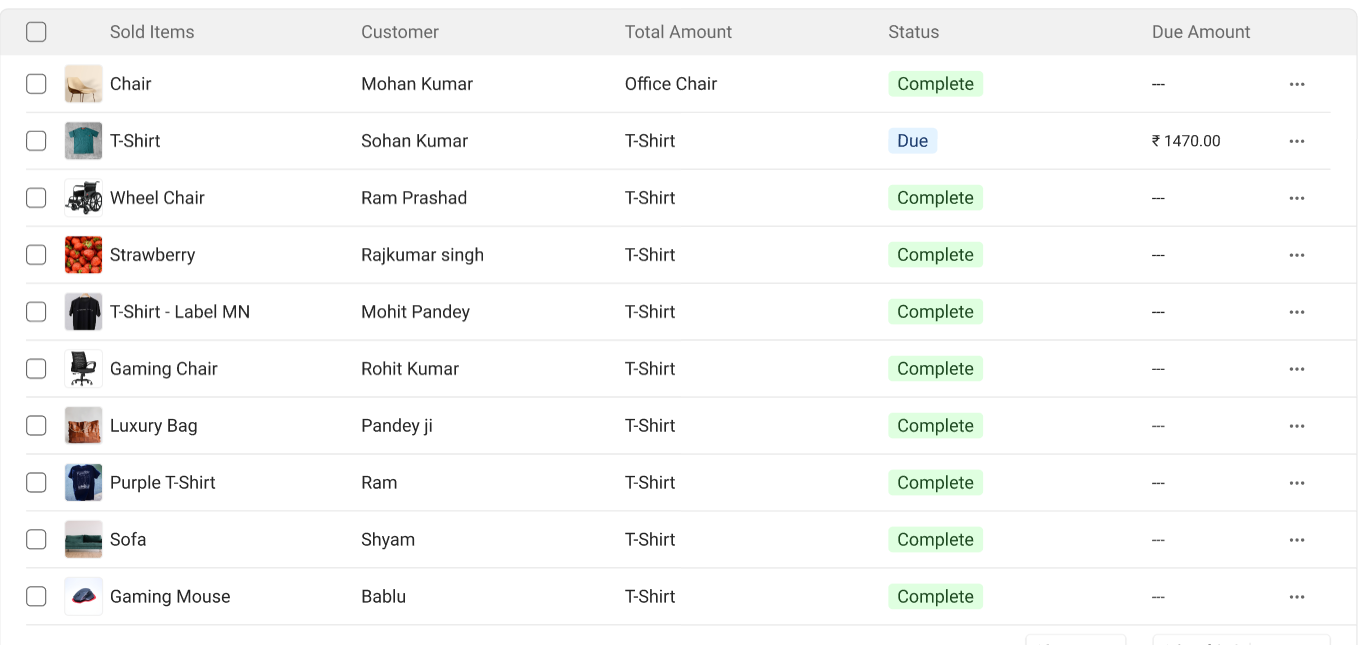 Sold Items Customer Total Amount Status Due Amount
Chair Mohan Kumar Office Chair Complete --- ...
T-Shirt Sohan Kumar T-Shirt Due ₹ 1470.00 ...
Wheel Chair Ram Prashad T-Shirt Complete --- ...
Strawberry Rajkumar singh T-Shirt Complete --- ...
T-Shirt - Label MN Mohit Pandey T-Shirt Complete --- ...
Gaming Chair Rohit Kumar T-Shirt Complete --- ...
Luxury Bag Pandey ji T-Shirt Complete --- ...
Purple T-Shirt Ram T-Shirt Complete --- ...
Sofa Shyam T-Shirt Complete --- ...
Gaming Mouse Bablu T-Shirt Complete --- ...